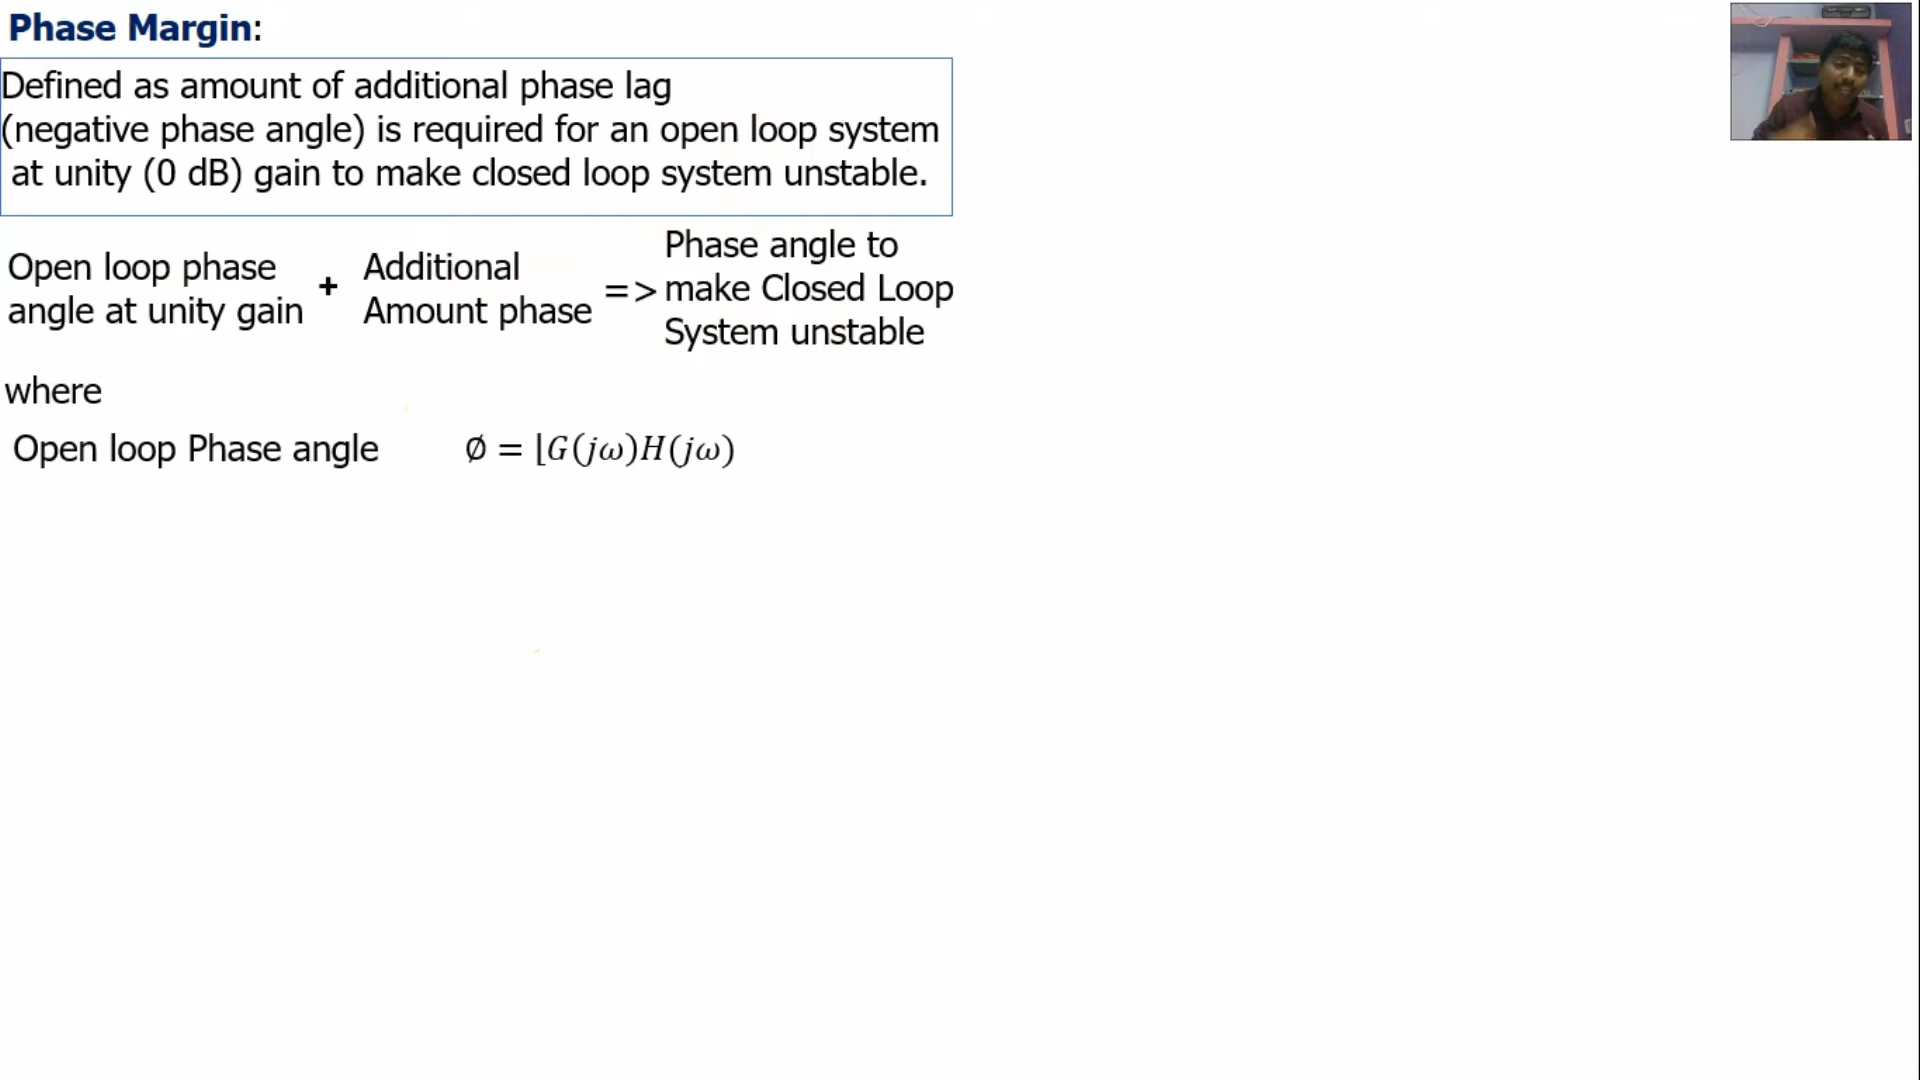 Phase Margin:
Defined as amount of additional phase lag
(negative phase angle) is required for an open loop system
at unity (0 dB) gain to make closed loop system unstable.
Open loop phase
angle at unity gain
+
Additional
Amount phase
=>
Phase angle to
make Closed Loop
System unstable
where
Open loop Phase angle
∅ = ⌊G(jω)H(jω)